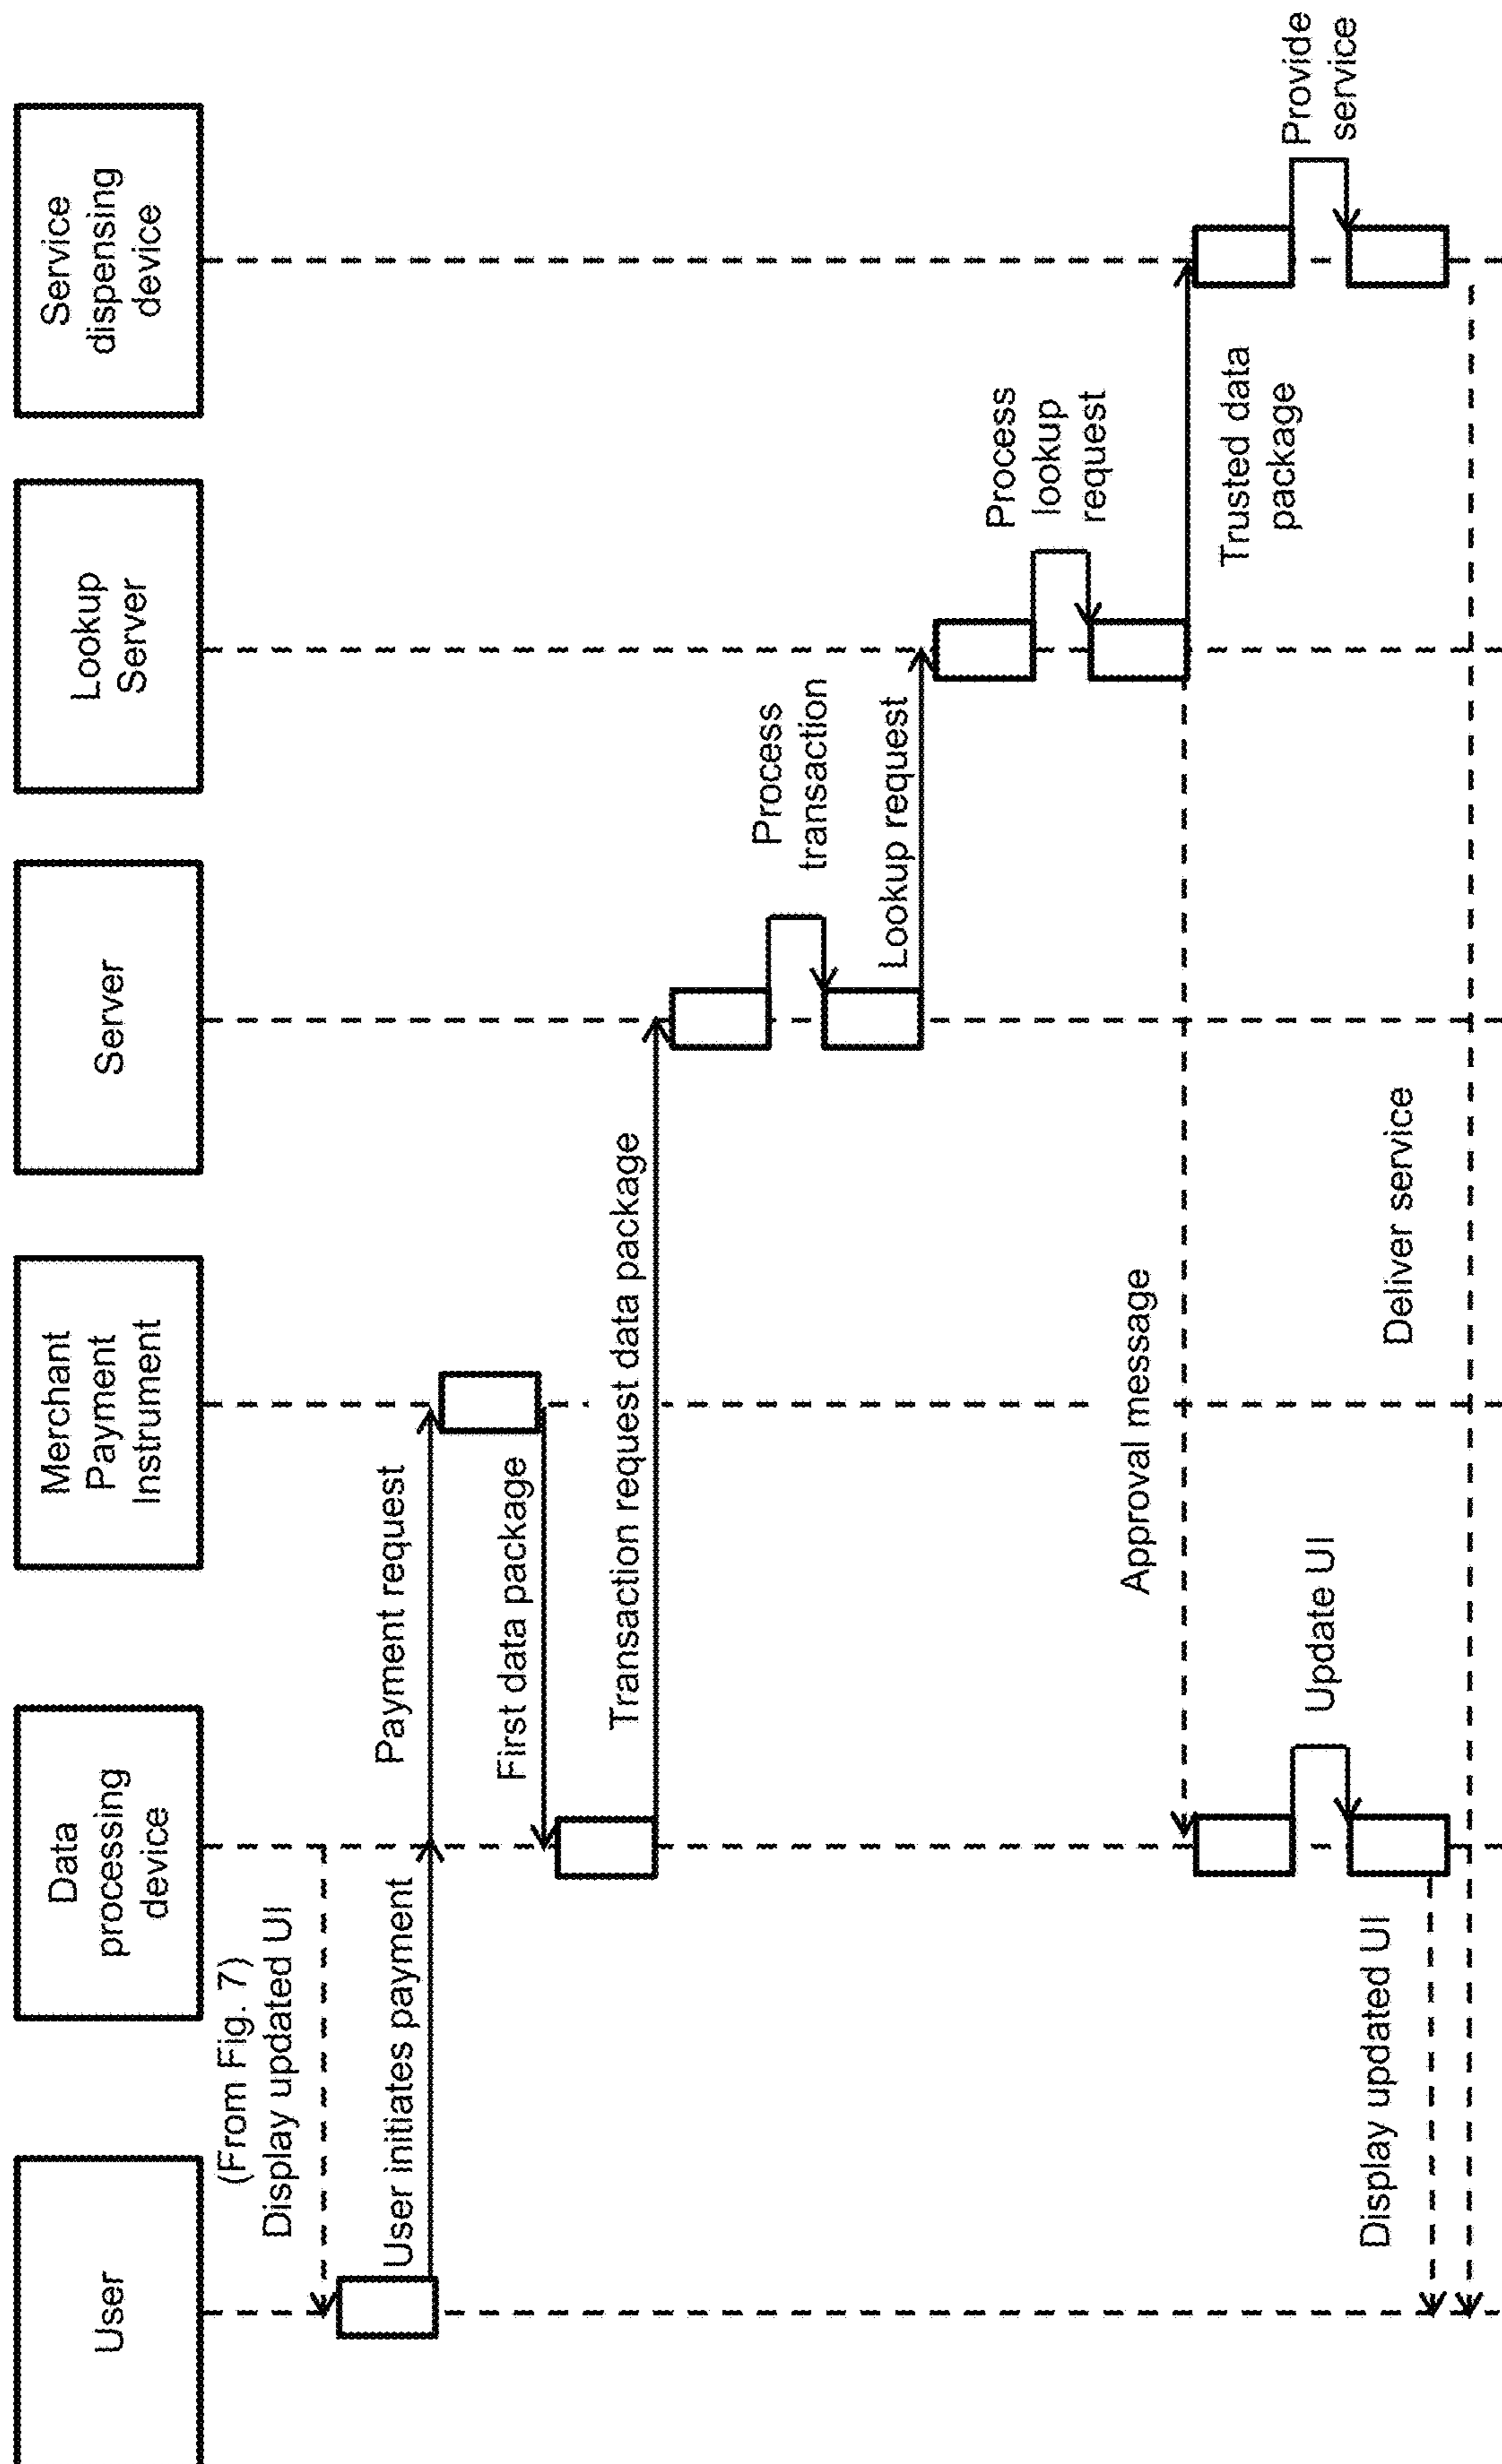 User
Data
processing
device
Merchant
Payment
Instrument
Server
Lookup
Server
Service
dispensing
device
(From Fig. 7)
Display updated UI
User initiates payment
Payment request
First data package
Transaction request data package
Process
transaction
Lookup request
Process
lookup
request
Approval message
Trusted data
package
Update UI
Provide
service
Display updated UI
Deliver service